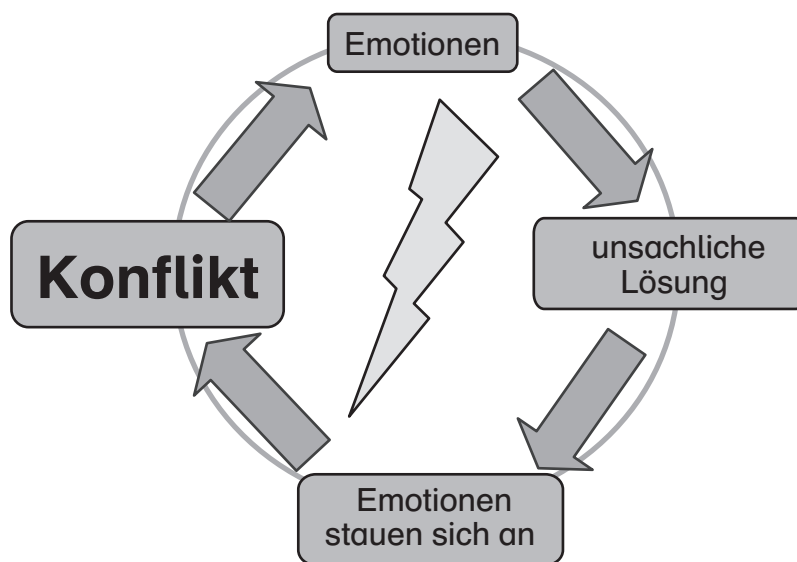 Emotionen
Konflikt
unsachliche
Lösung
Emotionen
stauen sich an